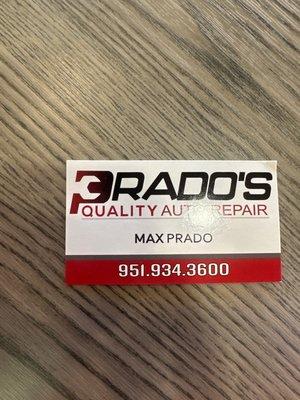 PRADO'S
QUALITY AUTO REPAIR
MAX PRADO
951.934.3600